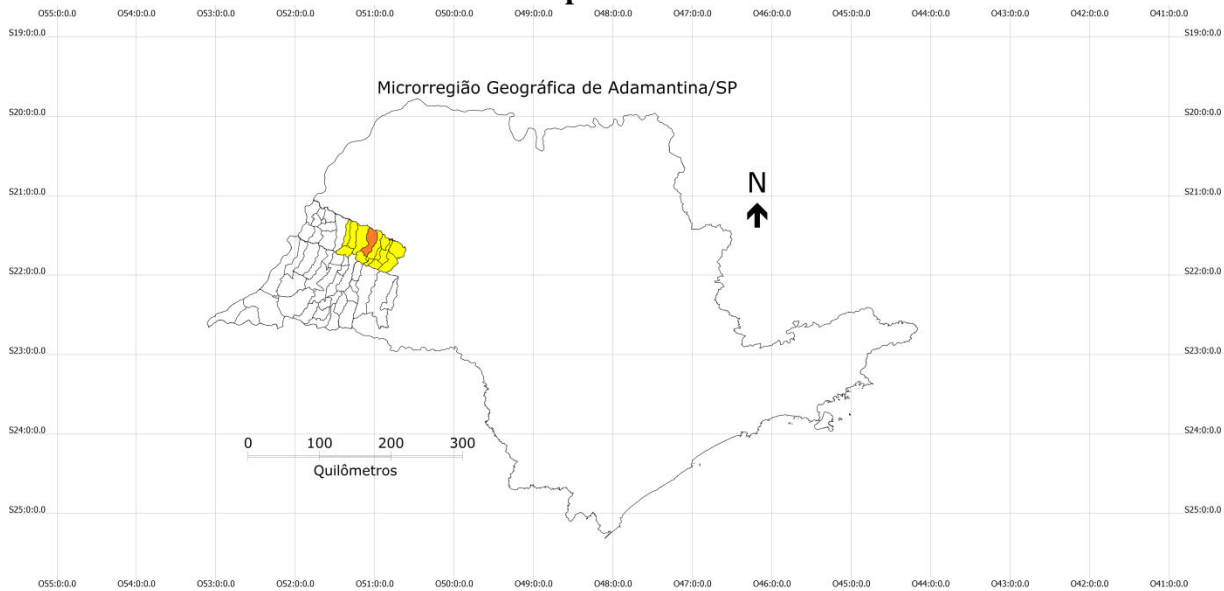 O55:0:0.0 O54:0:0.0 O53:0:0.0 O52:0:0.0 O51:0:0.0 O50:0:0.0 O49:0:0.0 O48:0:0.0 O47:0:0.0 O46:0:0.0 O45:0:0.0 O44:0:0.0 O43:0:0.0 O42:0:0.0 O41:0:0.0
S19:0:0.0 S19:0:0.0
Microrregião Geográfica de Adamantina/SP
S20:0:0.0 S20:0:0.0
N
S21:0:0.0 S21:0:0.0
S22:0:0.0 S22:0:0.0
S23:0:0.0 S23:0:0.0
S24:0:0.0 S24:0:0.0
0 100 200 300
Quilômetros
S25:0:0.0 S25:0:0.0
O55:0:0.0 O54:0:0.0 O53:0:0.0 O52:0:0.0 O51:0:0.0 O50:0:0.0 O49:0:0.0 O48:0:0.0 O47:0:0.0 O46:0:0.0 O45:0:0.0 O44:0:0.0 O43:0:0.0 O42:0:0.0 O41:0:0.0